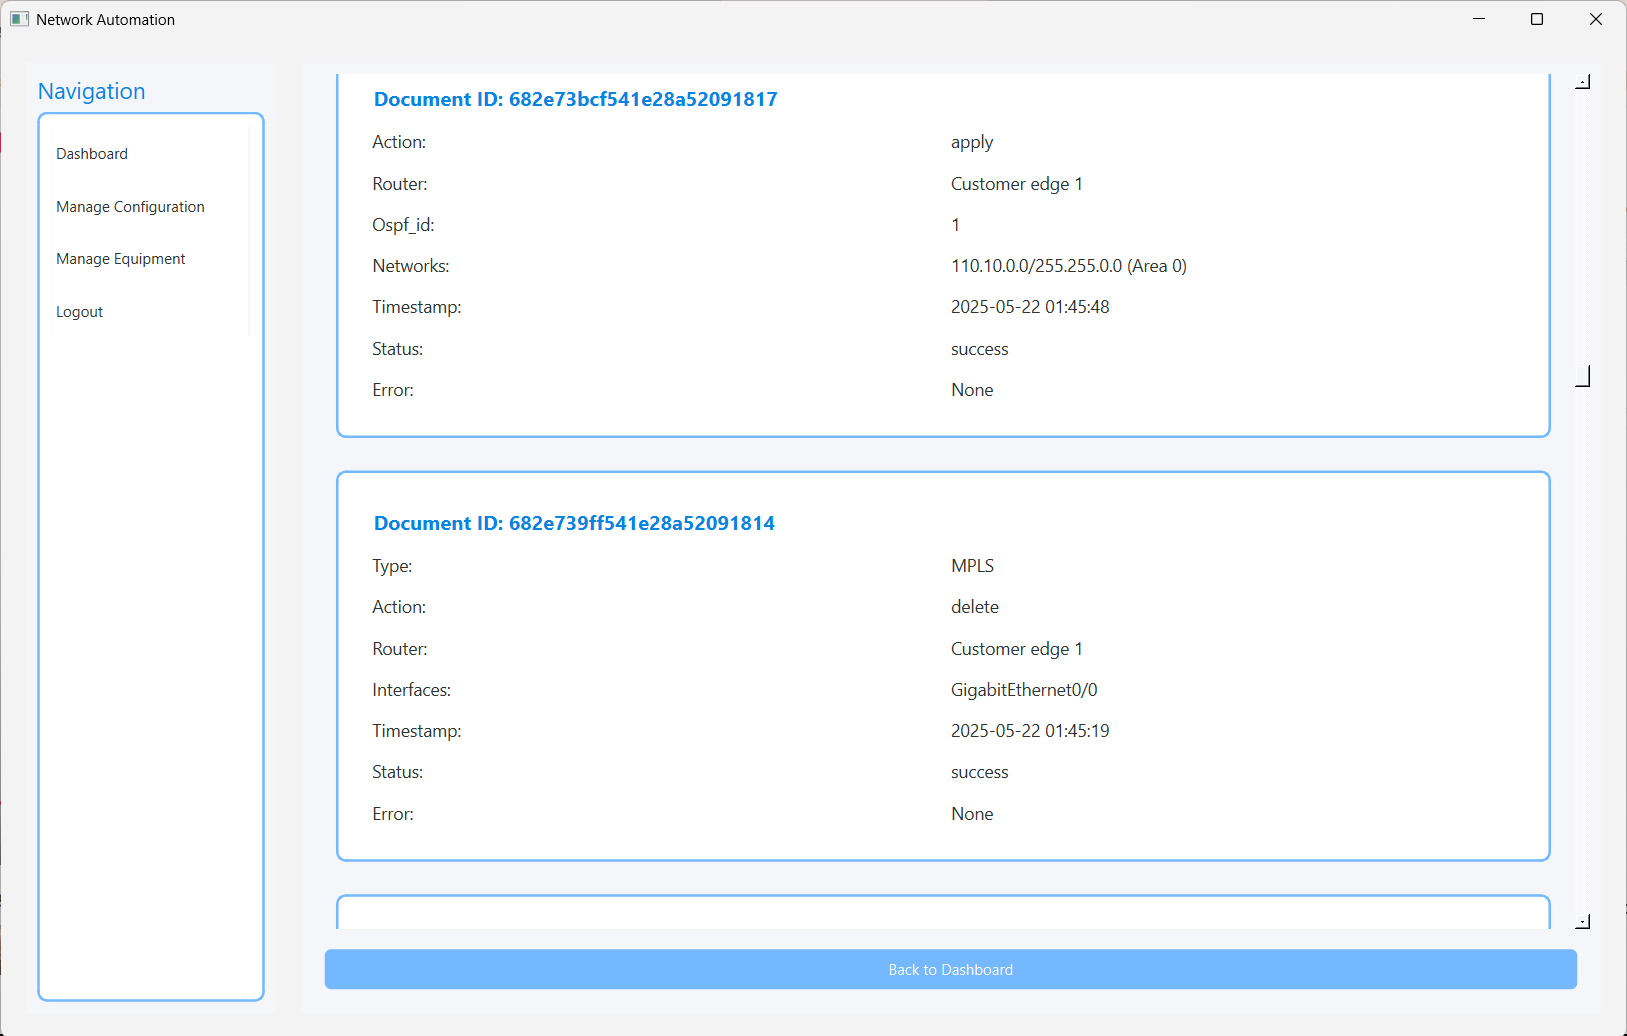 Network Automation
Navigation
Dashboard
Manage Configuration
Manage Equipment
Logout
Document ID: 682e73bcf541e28a52091817
Action: apply
Router: Customer edge 1
Ospf_id: 1
Networks: 110.10.0.0/255.255.0.0 (Area 0)
Timestamp: 2025-05-22 01:45:48
Status: success
Error: None
Document ID: 682e739ff541e28a52091814
Type: MPLS
Action: delete
Router: Customer edge 1
Interfaces: GigabitEthernet0/0
Timestamp: 2025-05-22 01:45:19
Status: success
Error: None
Back to Dashboard